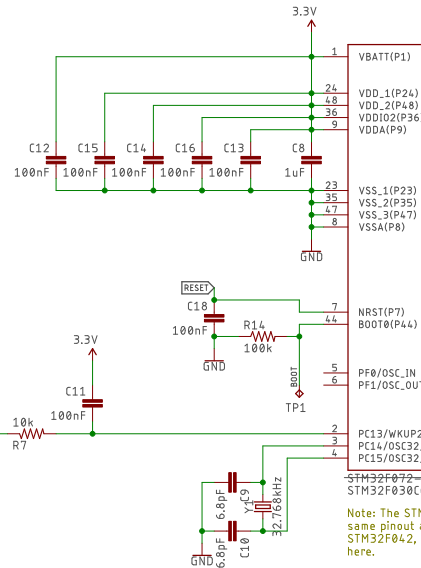 3.3V
1 VBATT(P1)
24 VDD_1(P24)
48 VDD_2(P48)
36 VDDIO2(P36
9 VDDA(P9)
C12 C15 C14 C16 C13 C8
100nF 100nF 100nF 100nF 100nF 1uF
23 VSS_1(P23)
35 VSS_2(P35)
47 VSS_3(P47)
8 VSSA(P8)
GND
RESET
C18
100nF
7 NRST(P7)
44 BOOT0(P44)
R14
100k
GND
3.3V
BOOT
TP1
5 PF0/OSC_IN
6 PF1/OSC_OUT
C11
100nF
10k
R7
2 PC13/WKUP2
3 PC14/OSC32_
4 PC15/OSC32_
C9
6.8pF
Y1
32.768kHz
C10
6.8pF
GND
STM32F072-
STM32F030C
Note: The STM
same pinout a
STM32F042,
here.